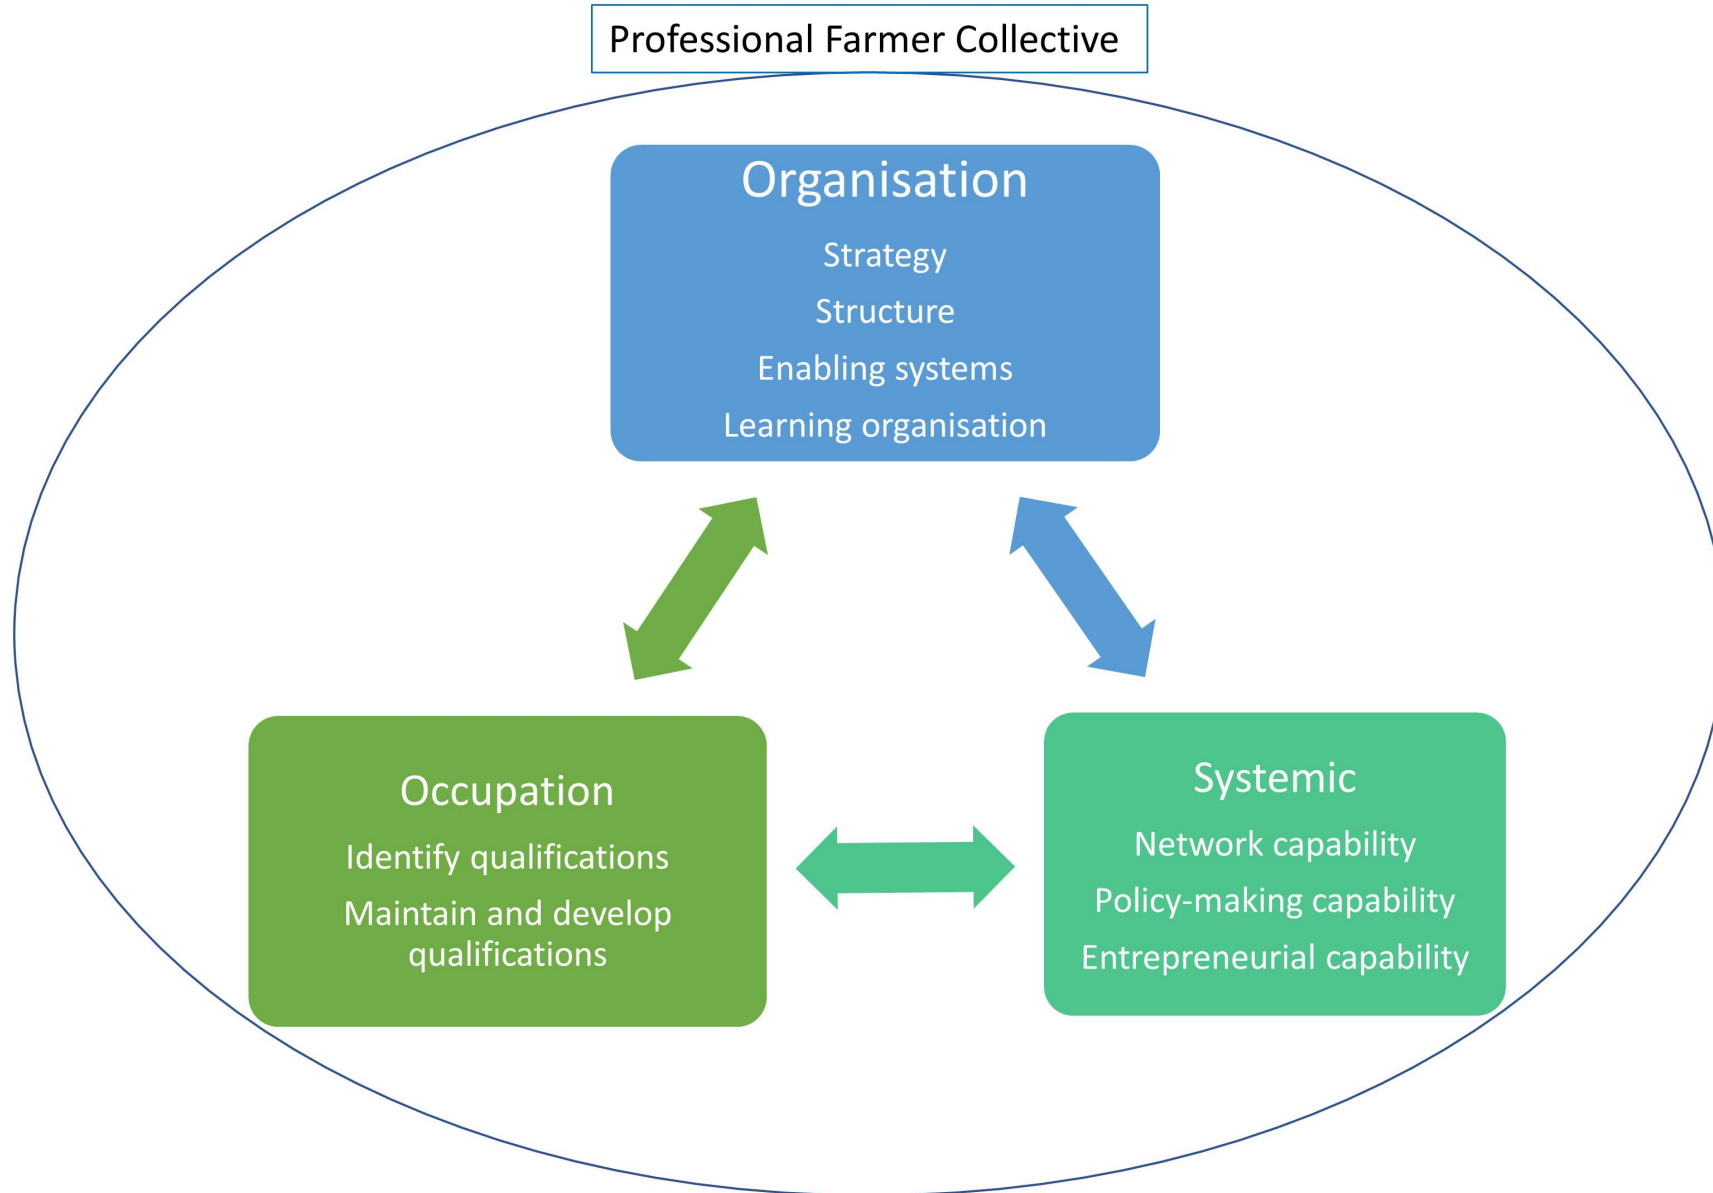 Professional Farmer Collective
Organisation
Strategy
Structure
Enabling systems
Learning organisation
Occupation
Identify qualifications
Maintain and develop
qualifications
Systemic
Network capability
Policy-making capability
Entrepreneurial capability